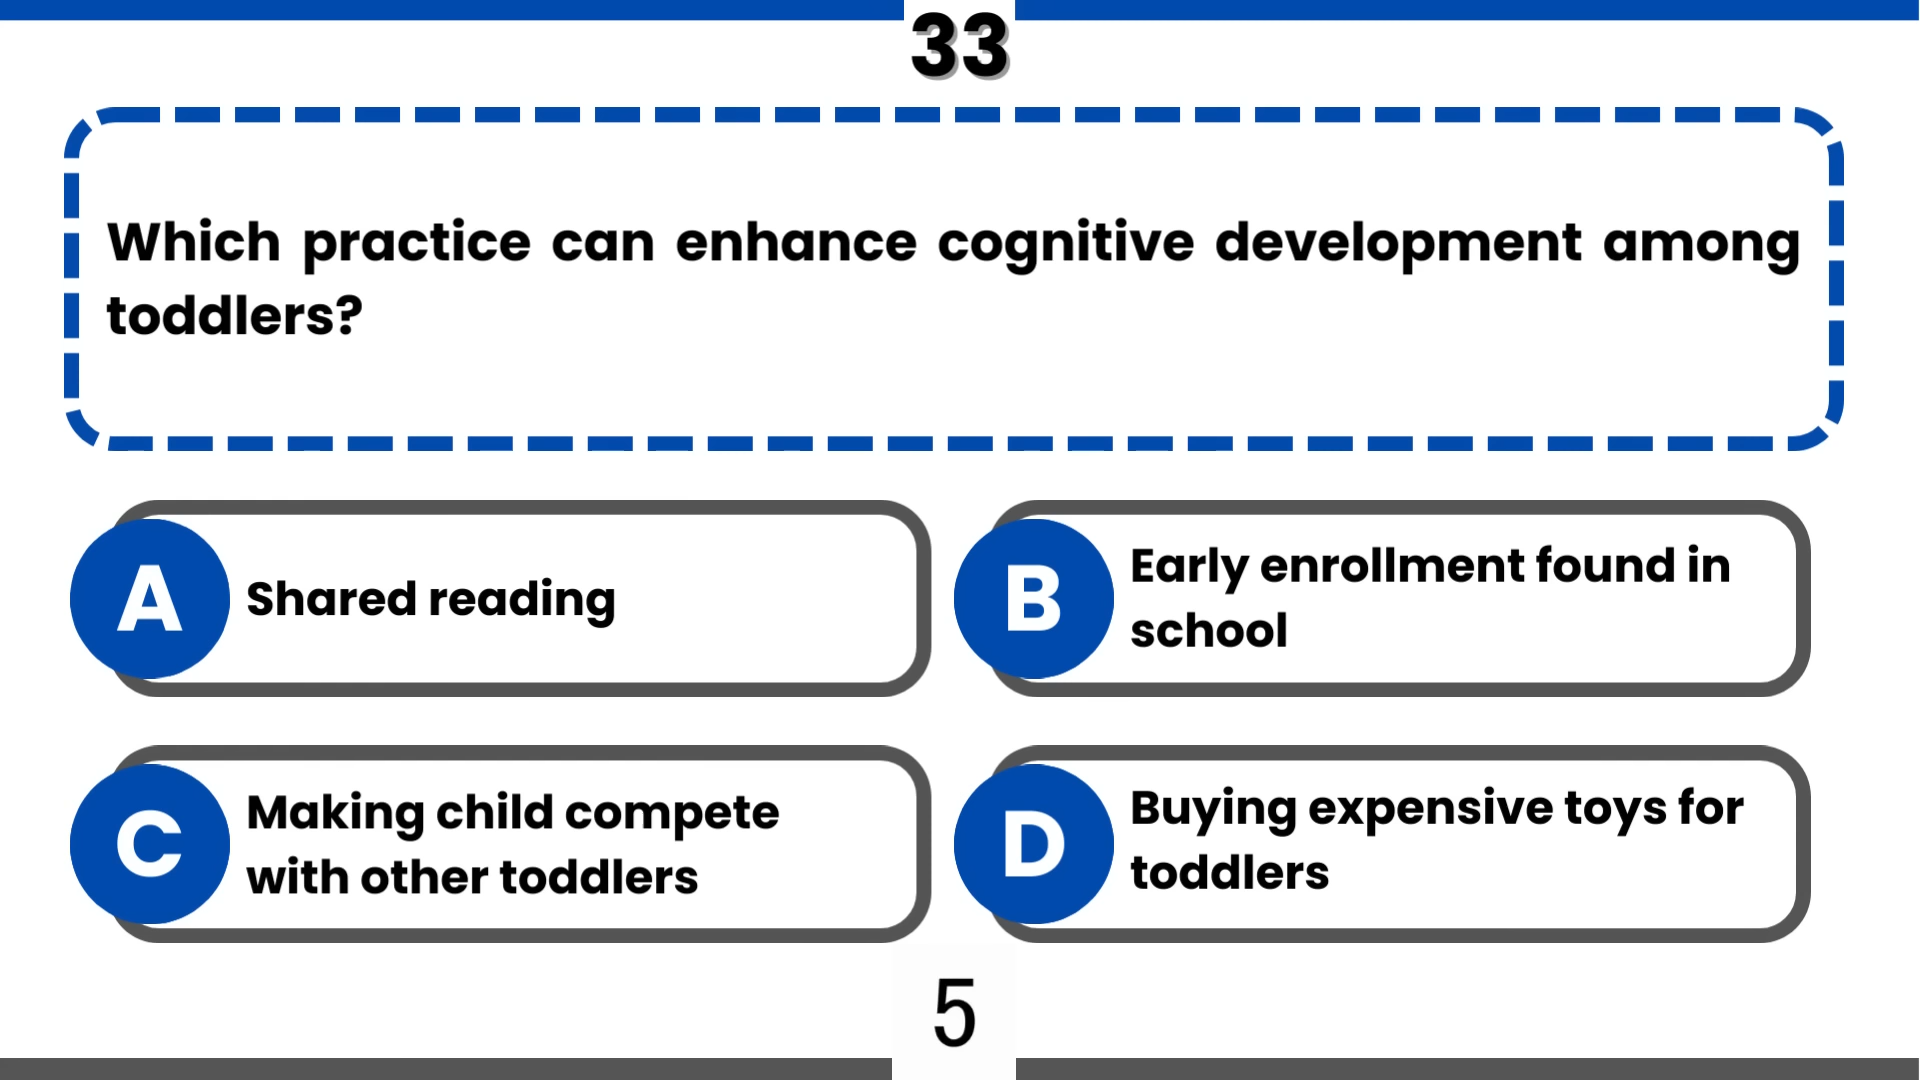 33
Which practice can enhance cognitive development among
toddlers?
A
Shared reading
B
Early enrollment found in
school
C
Making child compete
with other toddlers
D
Buying expensive toys for
toddlers
5